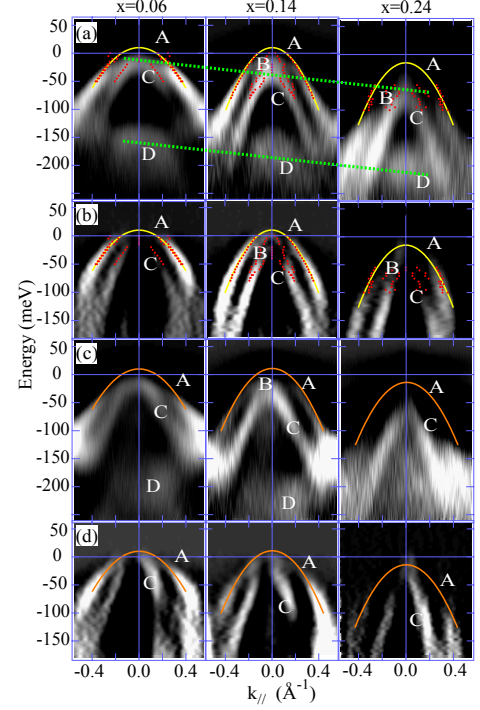 x=0.06 x=0.14 x=0.24
(a) A A A
B B
C C C
D D D
50
0
-50
-100
-150
-200
(b) A A A
B B
C C C
50
0
-50
-100
-150
Energy (meV)
(c) A A A
B
C C C
D D
50
0
-50
-100
-150
-200
(d) A A A
C C C
50
0
-50
-100
-150
-0.4 0.0 0.4 -0.4 0.0 0.4 -0.4 0.0 0.4
k// (Å-1)